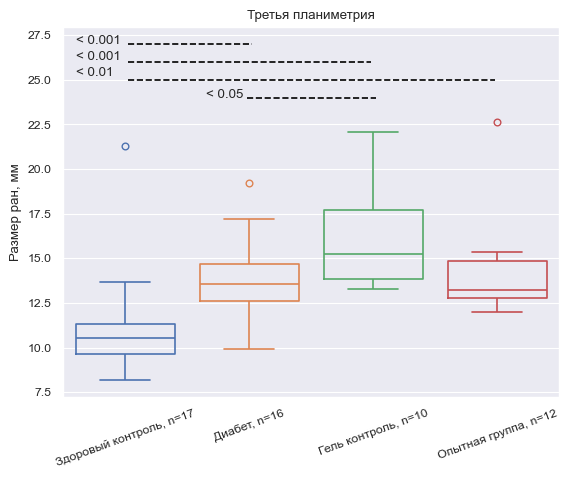 Третья планиметрия
Размер ран, мм
27.5
25.0
22.5
20.0
17.5
15.0
12.5
10.0
7.5
< 0.001
< 0.001
< 0.01
< 0.05
Здоровый контроль, n=17
Диабет, n=16
Гель контроль, n=10
Опытная группа, n=12